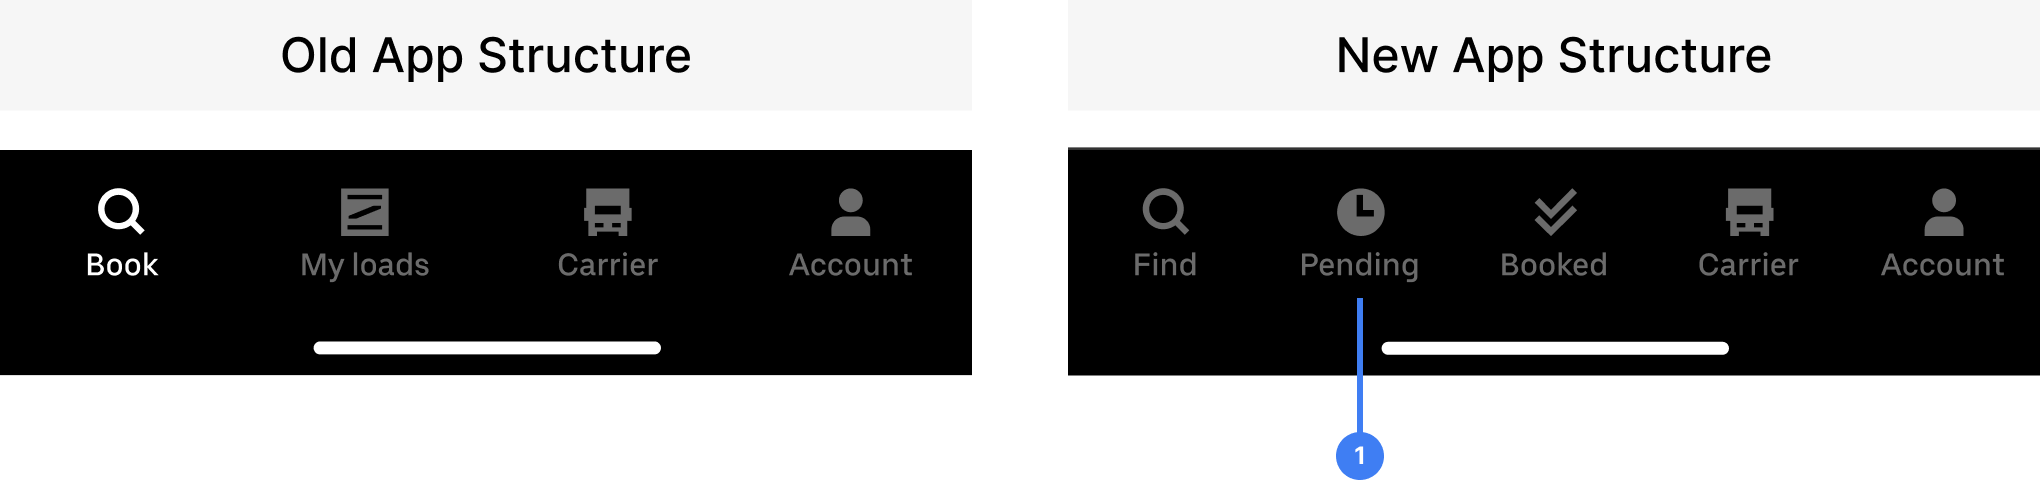 Old App Structure
Book
My loads
Carrier
Account
New App Structure
Find
Pending
Booked
Carrier
Account
1